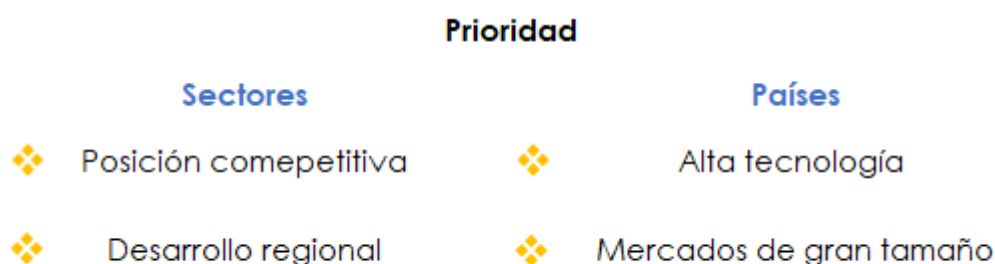 Prioridad
Sectores Países
Posición comepetitiva Alta tecnología
Desarrollo regional Mercados de gran tamaño